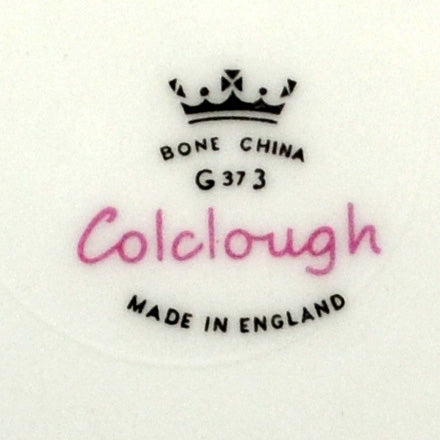 BONE CHINA
G 37 3
Colclough
MADE IN ENGLAND